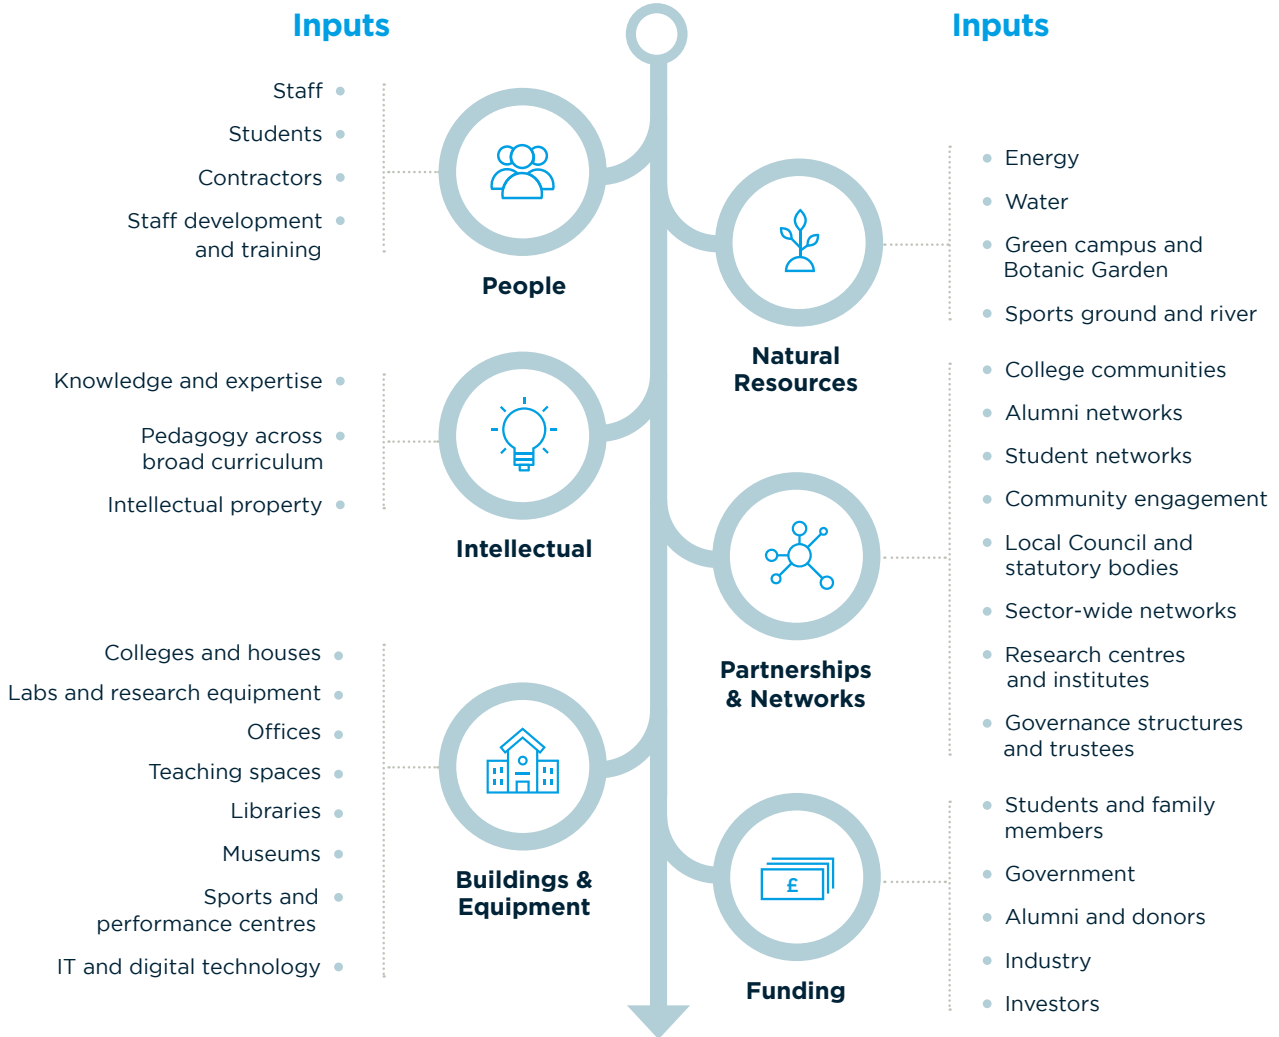 Inputs
Staff
Students
Contractors
Staff development
and training
People
Knowledge and expertise
Pedagogy across
broad curriculum
Intellectual property
Intellectual
Colleges and houses
Labs and research equipment
Offices
Teaching spaces
Libraries
Museums
Sports and
performance centres
IT and digital technology
Buildings &
Equipment
Inputs
Energy
Water
Green campus and
Botanic Garden
Sports ground and river
Natural
Resources
College communities
Alumni networks
Student networks
Community engagement
Local Council and
statutory bodies
Sector-wide networks
Research centres
and institutes
Governance structures
and trustees
Partnerships
& Networks
Students and family
members
Government
Alumni and donors
Industry
Investors
£
Funding